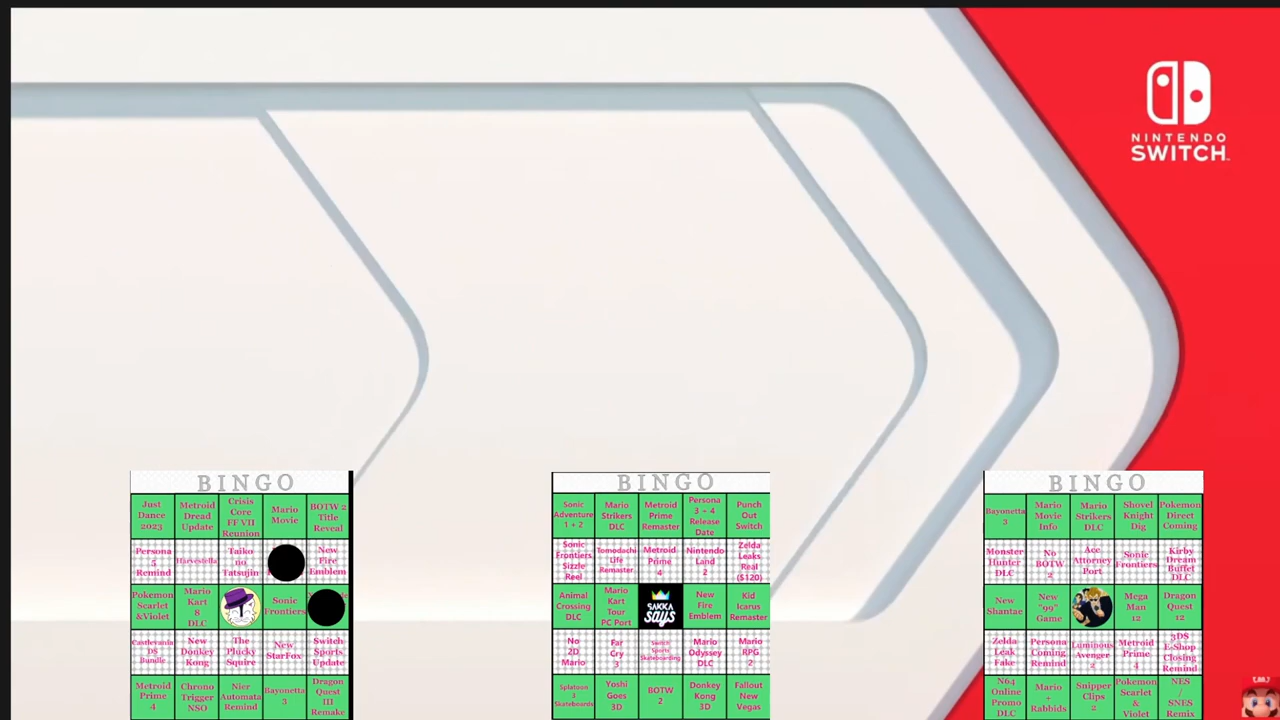 NINTENDO
SWITCH
BINGO
Just Dance 2023
Metroid Dread Update
Crisis Core FF VII Reunion
Mario Movie
BOTW 2 Title Reveal
Persona 5 Remind
Harvestella
Taiko no Tatsujin
New Fire Emblem
Pokemon Scarlet &Violet
Mario Kart 8 DLC
Sonic Frontiers
Castlevania DS Bundle
New Donkey Kong
The Plucky Squire
New StarFox
Switch Sports Update
Metroid Prime 4
Chrono Trigger NSO
Nier Automata Remind
Bayonetta 3
Dragon Quest III Remake
BINGO
Sonic Adventure 1 + 2
Mario Strikers DLC
Metroid Prime Remaster
Persona 3 + 4 Release Date
Punch Out Switch
Sonic Frontiers Sizzle Reel
Tomodachi Life Remaster
Metroid Prime 4
Nintendo Land 2
Zelda Leaks Real ($120)
Animal Crossing DLC
Mario Kart Tour PC Port
SAKKA says
New Fire Emblem
Kid Icarus Remaster
No 2D Mario
Far Cry 3
Switch Sports Skateboarding
Mario Odyssey DLC
Mario RPG 2
Splatoon 3 Skateboards
Yoshi Goes 3D
BOTW 2
Donkey Kong 3D
Fallout New Vegas
BINGO
Bayonetta 3
Mario Movie Info
Mario Strikers DLC
Shovel Knight Dig
Pokemon Direct Coming
Monster Hunter DLC
No BOTW 2
Ace Attorney Port
Sonic Frontiers
Kirby Dream Buffet DLC
New Shantae
New "99" Game
Mega Man 12
Dragon Quest 12
Zelda Leak Fake
Persona Coming Remind
Luminous Avenger 2
Metroid Prime 4
3DS E-Shop Closing Remind
N64 Online Promo DLC
Mario + Rabbids
Snipper Clips 2
Pokemon Scarlet & Violet
NES / SNES Remix